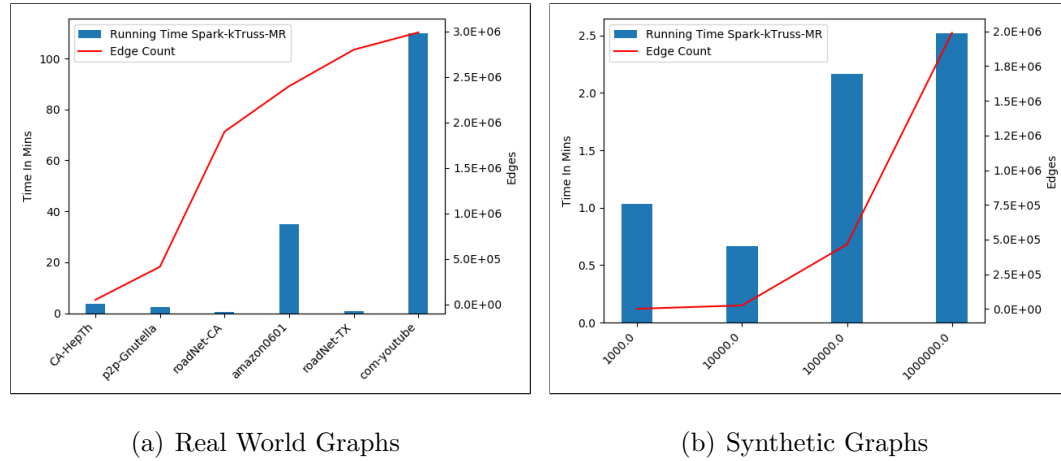 Running Time Spark-kTruss-MR
Edge Count
Time In Mins
0
20
40
60
80
100
0.0E+00
5.0E+05
1.0E+06
1.5E+06
2.0E+06
2.5E+06
3.0E+06
Edges
CA-HepTh
p2p-Gnutella
roadNet-CA
amazon0601
roadNet-TX
com-youtube
(a) Real World Graphs
Running Time Spark-kTruss-MR
Edge Count
Time In Mins
0.0
0.5
1.0
1.5
2.0
2.5
0.0E+00
2.5E+05
5.0E+05
7.5E+05
1.0E+06
1.2E+06
1.5E+06
1.8E+06
2.0E+06
Edges
1000.0
10000.0
100000.0
1000000.0
(b) Synthetic Graphs